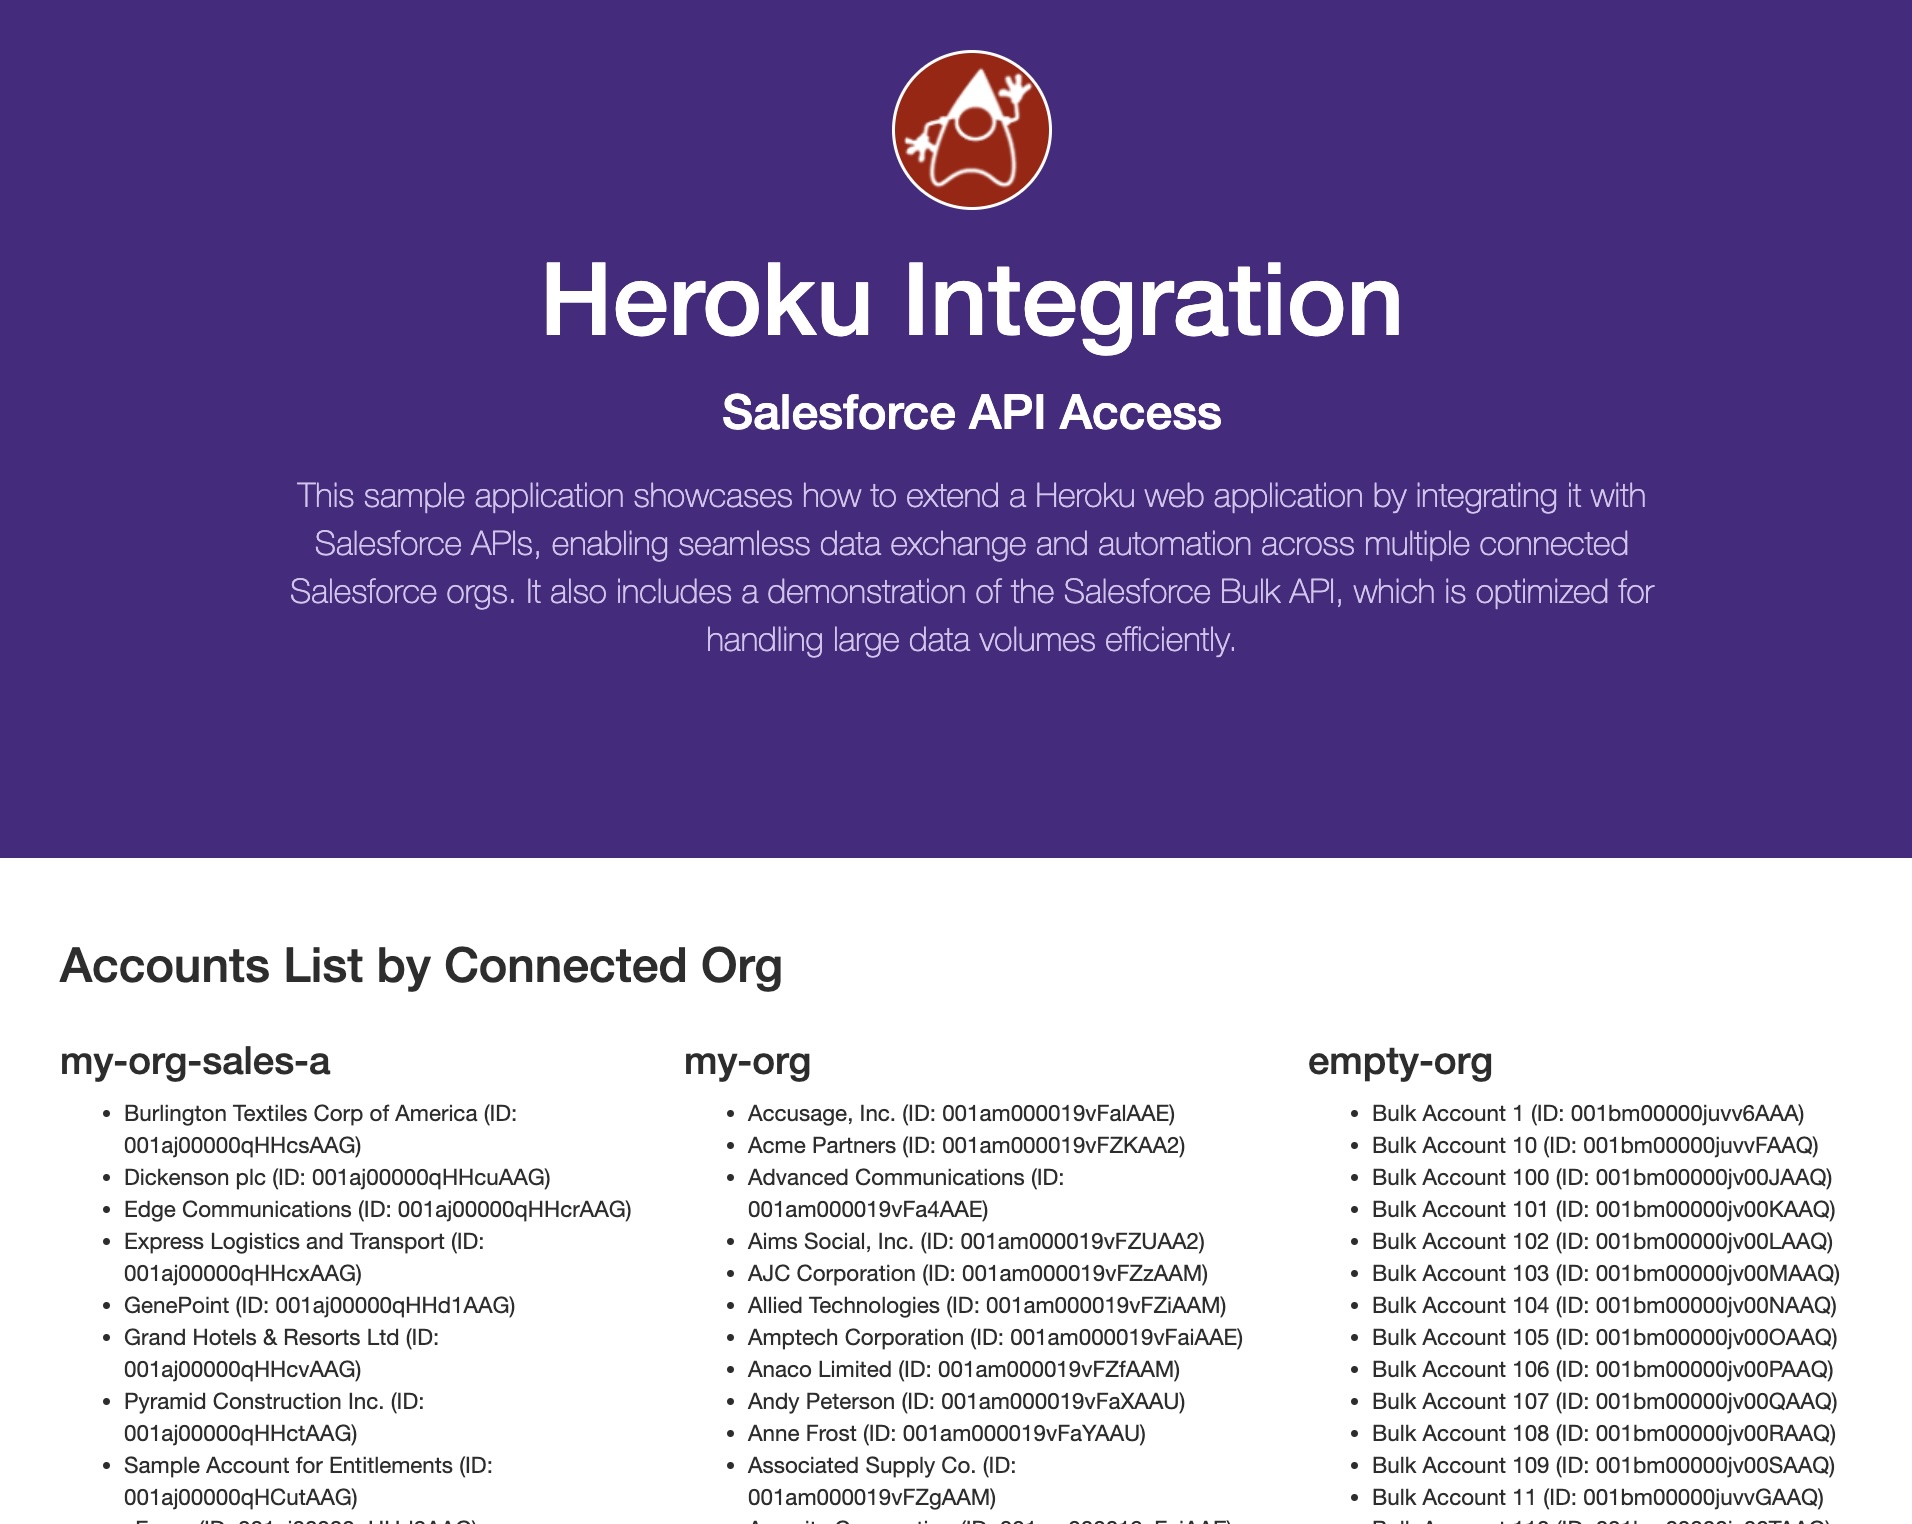 Heroku Integration
Salesforce API Access
This sample application showcases how to extend a Heroku web application by integrating it with
Salesforce APIs, enabling seamless data exchange and automation across multiple connected
Salesforce orgs. It also includes a demonstration of the Salesforce Bulk API, which is optimized for
handling large data volumes efficiently.
Accounts List by Connected Org
my-org-sales-a
• Burlington Textiles Corp of America (ID:
001aj00000qHHcsAAG)
• Dickenson plc (ID: 001aj00000qHHcuAAG)
• Edge Communications (ID: 001aj00000qHHcrAAG)
• Express Logistics and Transport (ID:
001aj00000qHHcxAAG)
• GenePoint (ID: 001aj00000qHHd1AAG)
• Grand Hotels & Resorts Ltd (ID:
001aj00000qHHcvAAG)
• Pyramid Construction Inc. (ID:
001aj00000qHHctAAG)
• Sample Account for Entitlements (ID:
001aj00000qHCutAAG)
my-org
• Accusage, Inc. (ID: 001am000019vFalAAE)
• Acme Partners (ID: 001am000019vFZKAA2)
• Advanced Communications (ID:
001am000019vFa4AAE)
• Aims Social, Inc. (ID: 001am000019vFZUAA2)
• AJC Corporation (ID: 001am000019vFZzAAM)
• Allied Technologies (ID: 001am000019vFZiAAM)
• Amptech Corporation (ID: 001am000019vFaiAAE)
• Anaco Limited (ID: 001am000019vFZfAAM)
• Andy Peterson (ID: 001am000019vFaXAAU)
• Anne Frost (ID: 001am000019vFaYAAU)
• Associated Supply Co. (ID:
001am000019vFZgAAM)
empty-org
• Bulk Account 1 (ID: 001bm00000juvv6AAA)
• Bulk Account 10 (ID: 001bm00000juvvFAAQ)
• Bulk Account 100 (ID: 001bm00000jv00JAAQ)
• Bulk Account 101 (ID: 001bm00000jv00KAAQ)
• Bulk Account 102 (ID: 001bm00000jv00LAAQ)
• Bulk Account 103 (ID: 001bm00000jv00MAAQ)
• Bulk Account 104 (ID: 001bm00000jv00NAAQ)
• Bulk Account 105 (ID: 001bm00000jv00OAAQ)
• Bulk Account 106 (ID: 001bm00000jv00PAAQ)
• Bulk Account 107 (ID: 001bm00000jv00QAAQ)
• Bulk Account 108 (ID: 001bm00000jv00RAAQ)
• Bulk Account 109 (ID: 001bm00000jv00SAAQ)
• Bulk Account 11 (ID: 001bm00000juvvGAAQ)